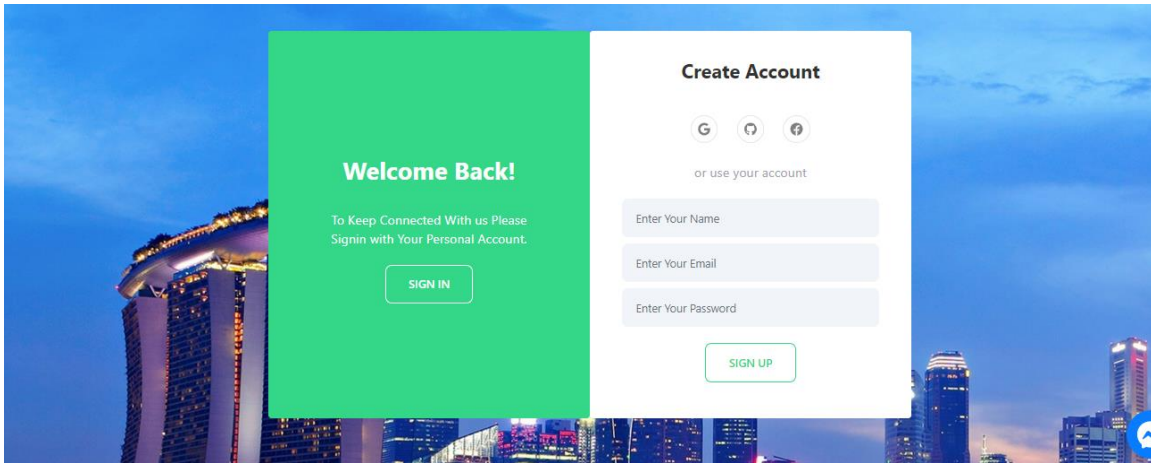 Welcome Back!
To Keep Connected With us Please
Signin with Your Personal Account.
SIGN IN
Create Account
or use your account
Enter Your Name
Enter Your Email
Enter Your Password
SIGN UP